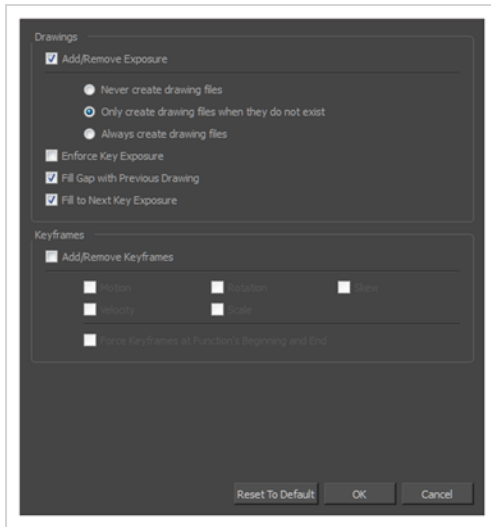 Drawings
Add/Remove Exposure
Never create drawing files
Only create drawing files when they do not exist
Always create drawing files
Enforce Key Exposure
Fill Gap with Previous Drawing
Fill to Next Key Exposure
Keyframes
Add/Remove Keyframes
Motion Rotation Skew
Velocity Scale
Force Keyframes at Function's Beginning and End
Reset To Default OK Cancel